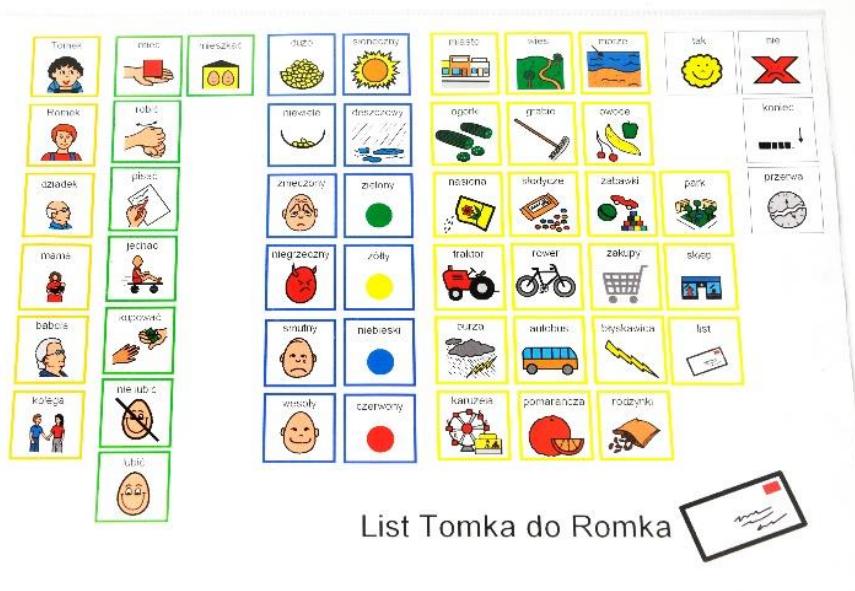 Tomek mieć mieszkać dużo słoneczny miasto wieś morze tak nie
Romek robić niewiele deszczowy ogórki grabie owoce koniec
dziadek pisać zmęczony zielony nasiona słodycze zabawki park przerwa
mama jechać niegrzeczny żółty traktor rower zakupy sklep
babcia kupować smutny niebieski burza autobus błyskawica list
kolega nie lubić wesoły czerwony karuzela pomarańcza rodzynki
lubić
List Tomka do Romka